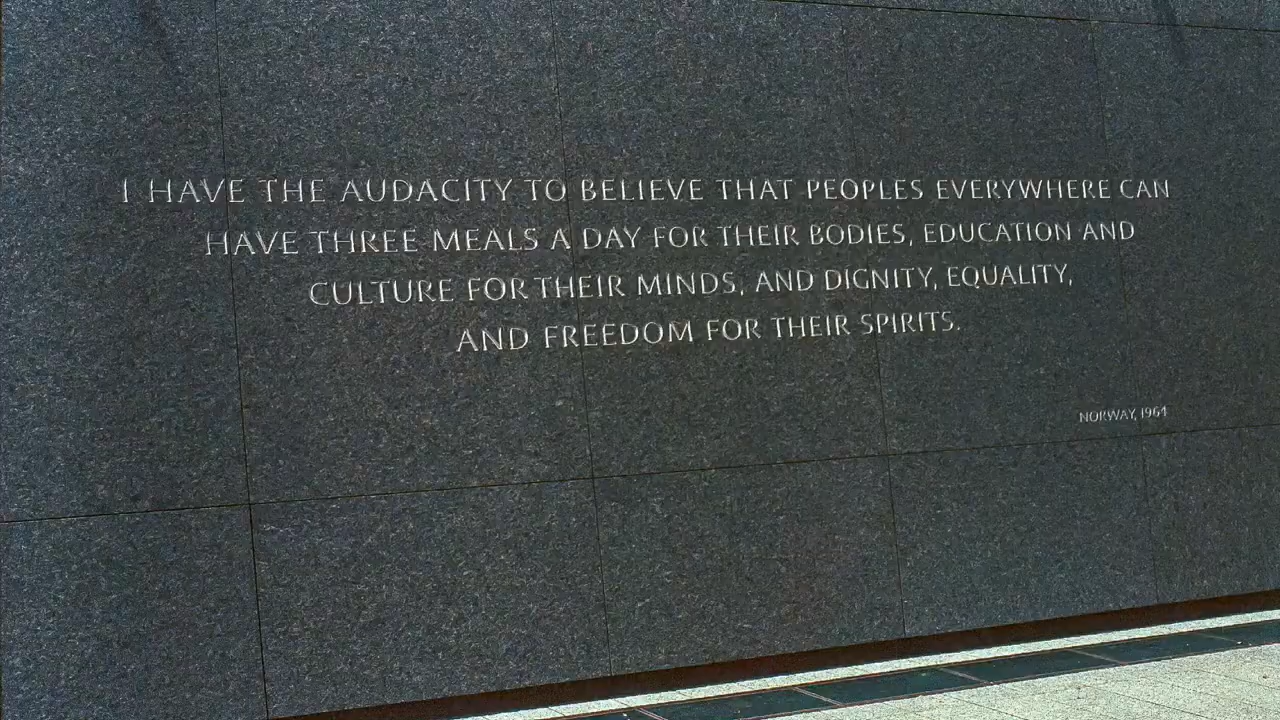 I HAVE THE AUDACITY TO BELIEVE THAT PEOPLES EVERYWHERE CAN
HAVE THREE MEALS A DAY FOR THEIR BODIES, EDUCATION AND
CULTURE FOR THEIR MINDS, AND DIGNITY, EQUALITY,
AND FREEDOM FOR THEIR SPIRITS.
NORWAY, 1964